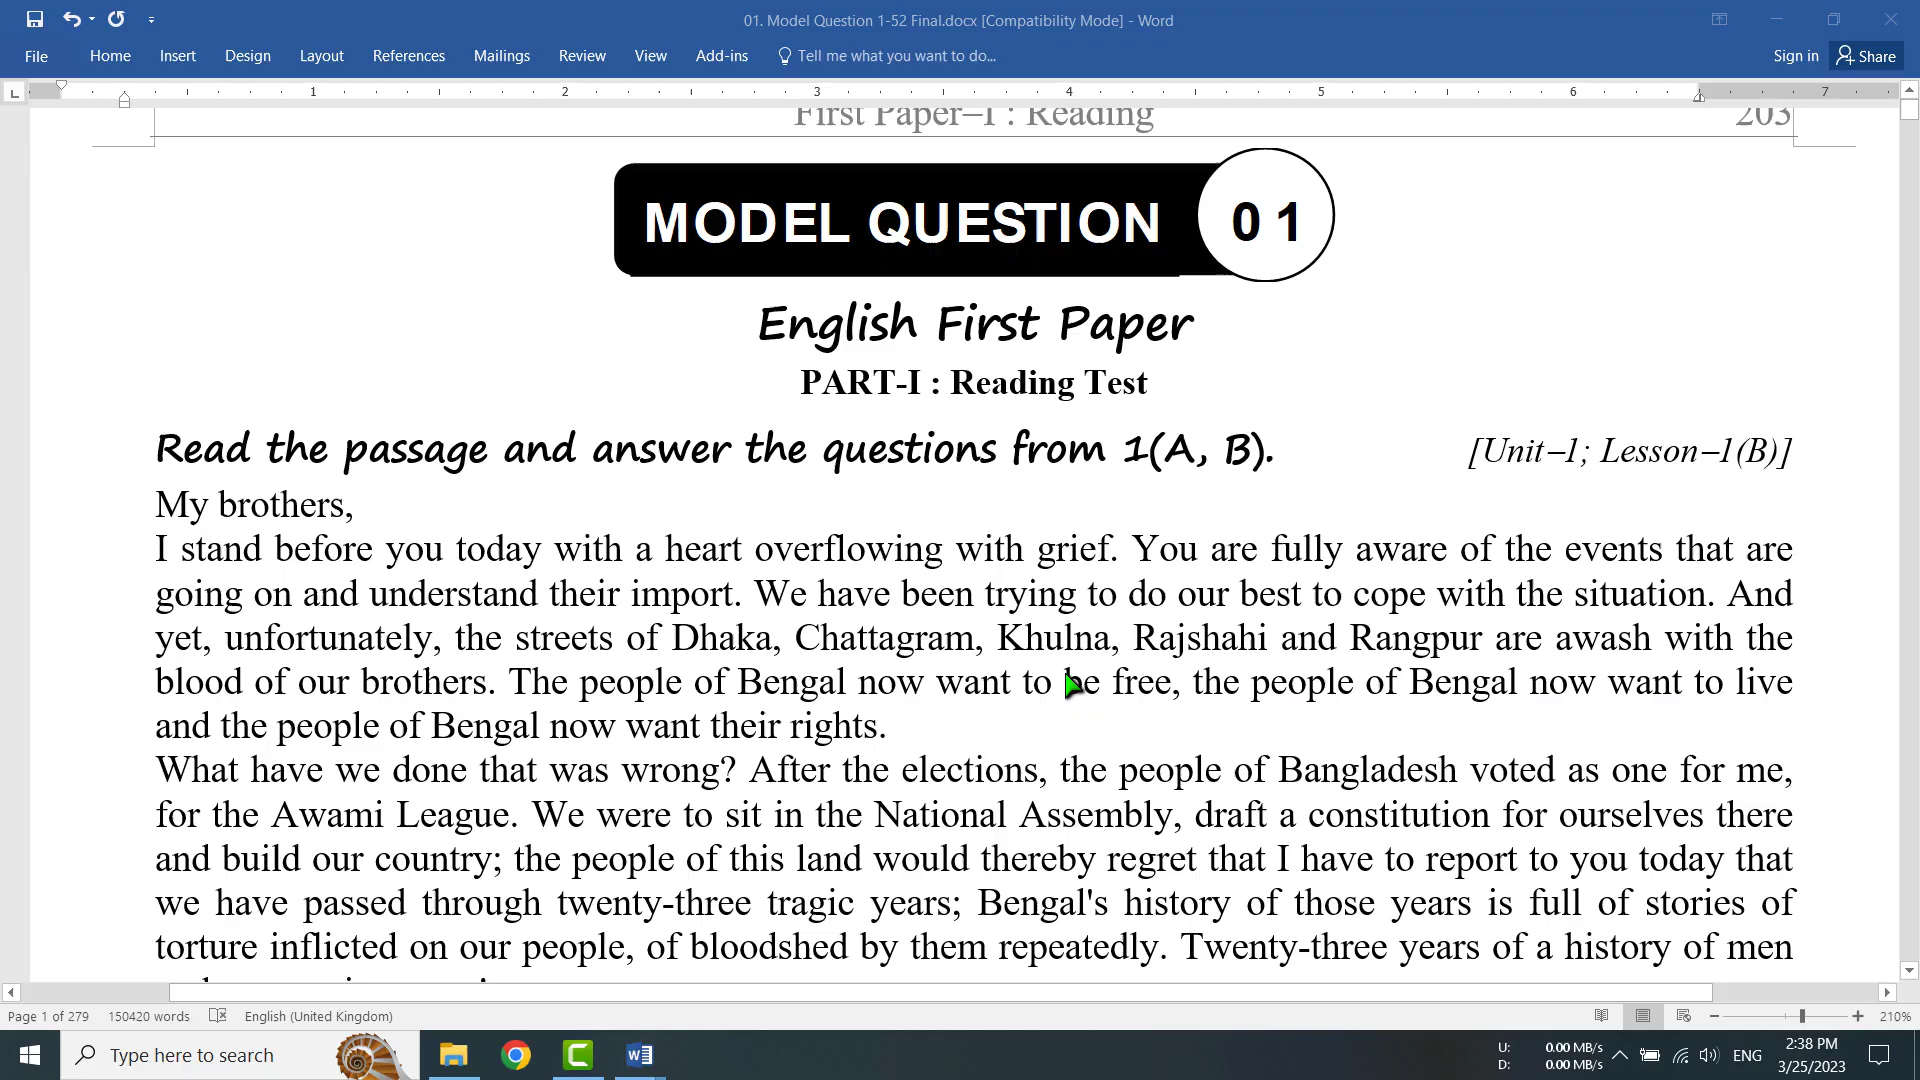 01. Model Question 1-52 Final.docx [Compatibility Mode] - Word
File Home Insert Design Layout References Mailings Review View Add-ins Tell me what you want to do... Sign in Share
L 1 2 3 4 5 6 7
First Paper–I : Reading 203
MODEL QUESTION 01
English First Paper
PART-I : Reading Test
Read the passage and answer the questions from 1(A, B). [Unit–1; Lesson–1(B)]
My brothers,
I stand before you today with a heart overflowing with grief. You are fully aware of the events that are
going on and understand their import. We have been trying to do our best to cope with the situation. And
yet, unfortunately, the streets of Dhaka, Chattagram, Khulna, Rajshahi and Rangpur are awash with the
blood of our brothers. The people of Bengal now want to be free, the people of Bengal now want to live
and the people of Bengal now want their rights.
What have we done that was wrong? After the elections, the people of Bangladesh voted as one for me,
for the Awami League. We were to sit in the National Assembly, draft a constitution for ourselves there
and build our country; the people of this land would thereby regret that I have to report to you today that
we have passed through twenty-three tragic years; Bengal's history of those years is full of stories of
torture inflicted on our people, of bloodshed by them repeatedly. Twenty-three years of a history of men
Page 1 of 279 150420 words English (United Kingdom) 210%
Type here to search
U: 0.00 MB/s
D: 0.00 MB/s
ENG
2:38 PM
3/25/2023